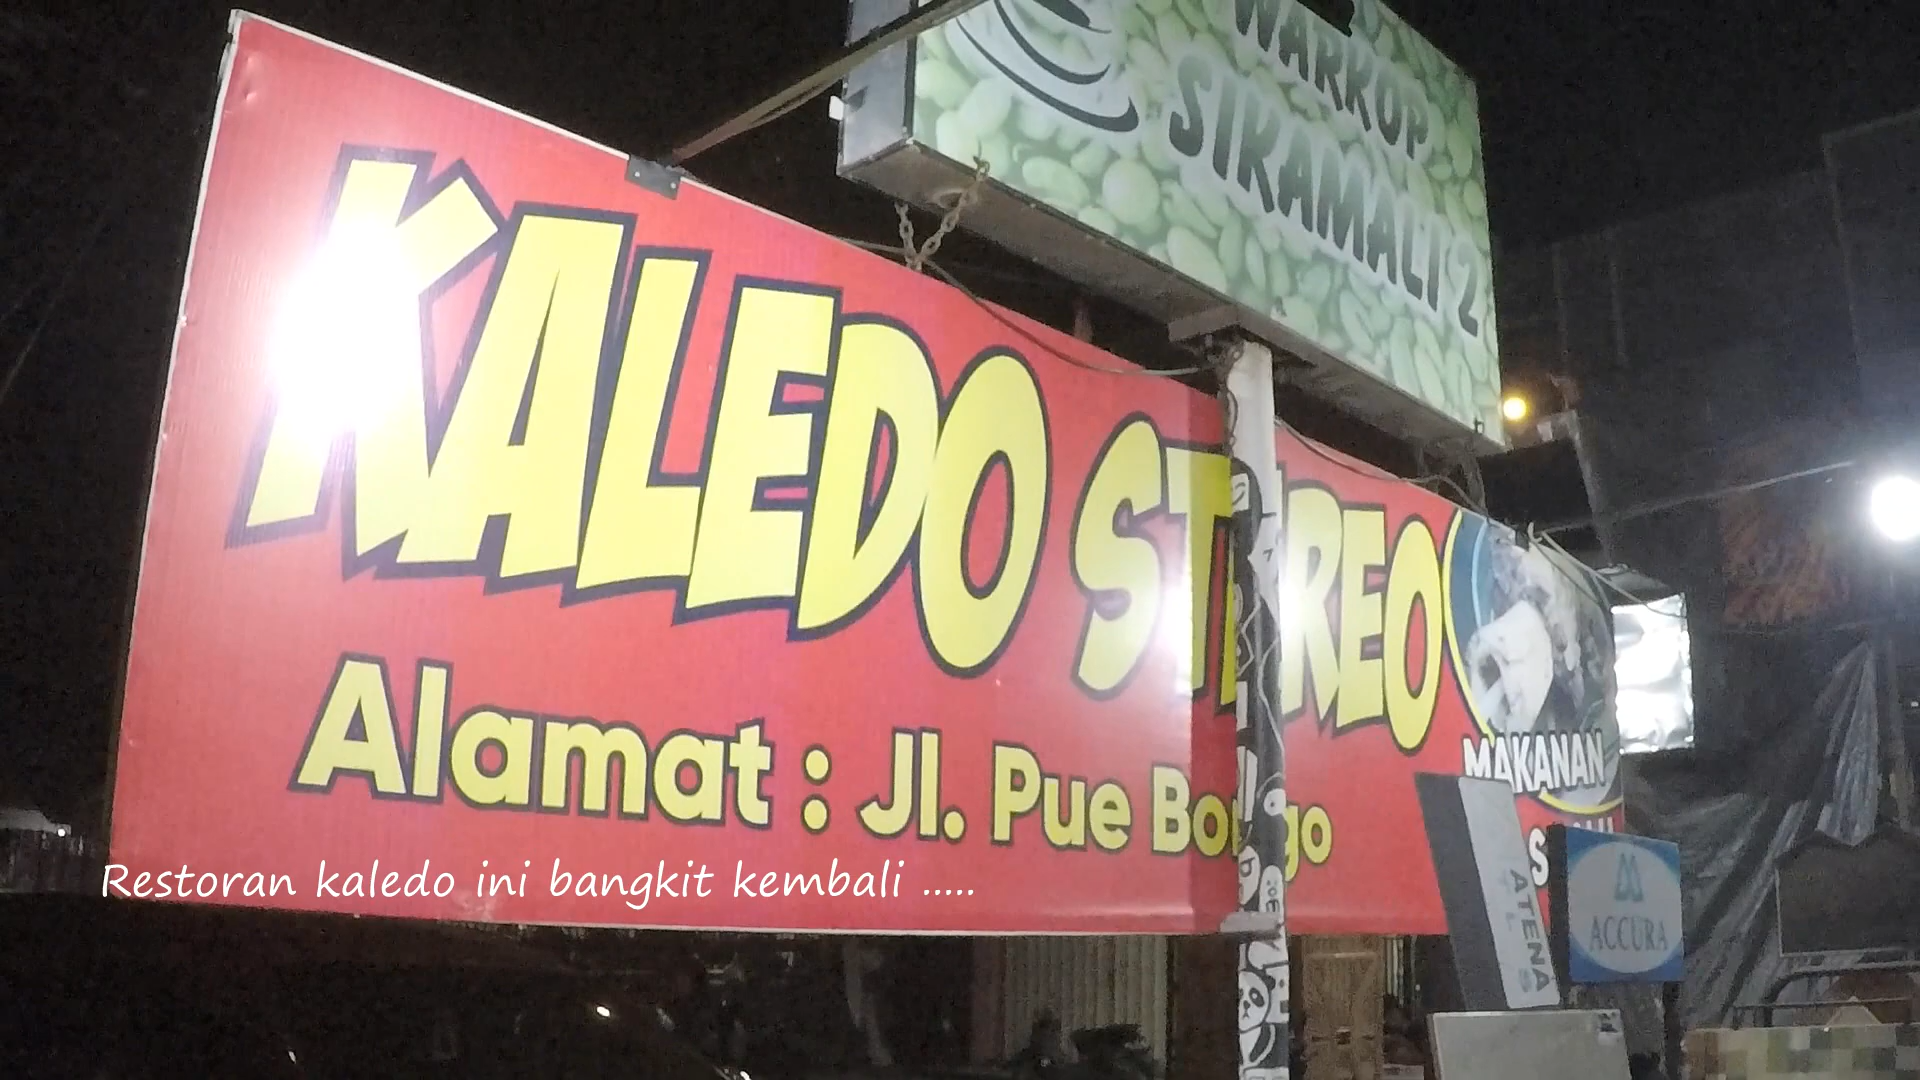 WARKOP
SIKAMALI 2
KALEDO STEREO
Alamat : Jl. Pue Bongo
MAKANAN
ATENA
ACCURA
Restoran kaledo ini bangkit kembali .....